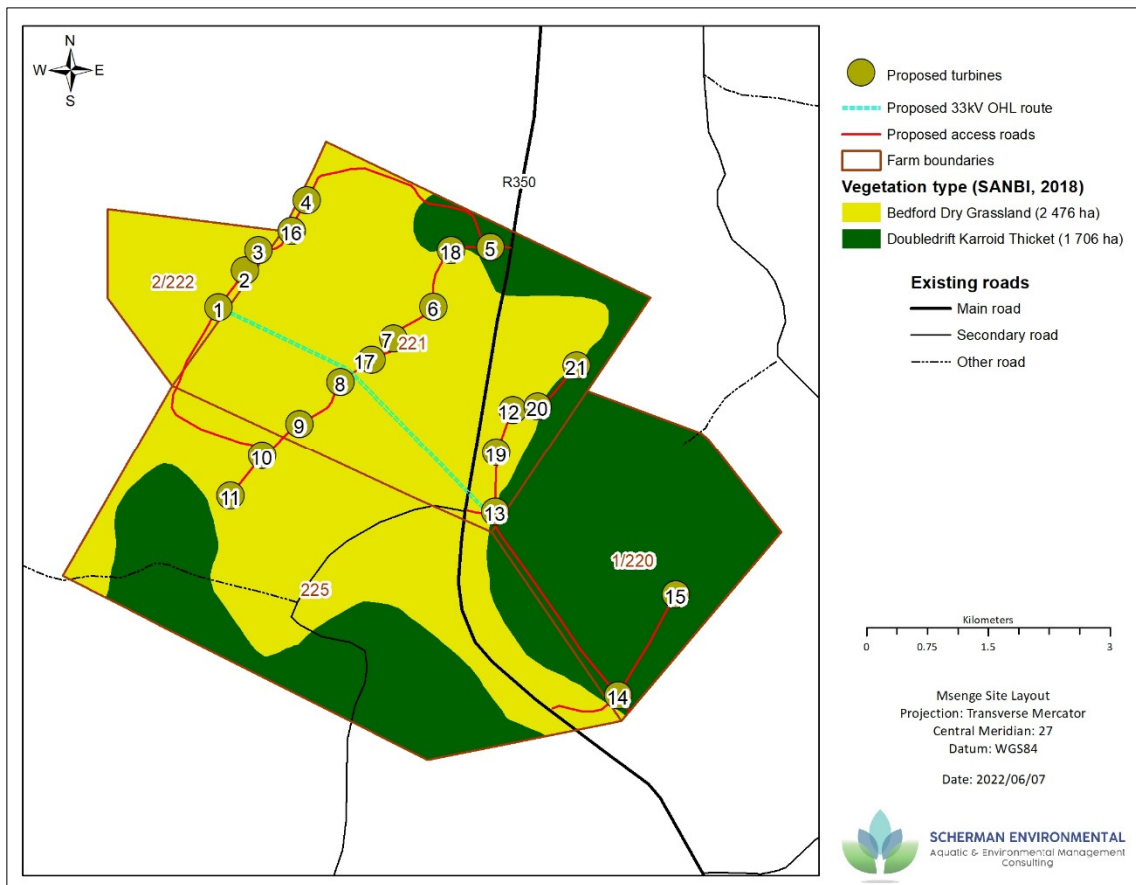 N
W E
S
R350
4
16
3
5
18
2
2/222
1
6
7
221
17
21
8
12 20
9
19
10
11
13
1/220
225
15
14
Proposed turbines
Proposed 33kV OHL route
Proposed access roads
Farm boundaries
Vegetation type (SANBI, 2018)
Bedford Dry Grassland (2 476 ha)
Doubledrift Karroid Thicket (1 706 ha)
Existing roads
Main road
Secondary road
Other road
Kilometers
0 0.75 1.5 3
Msenge Site Layout
Projection: Transverse Mercator
Central Meridian: 27
Datum: WGS84
Date: 2022/06/07
SCHERMAN ENVIRONMENTAL
Aquatic & Environmental Management
Consulting